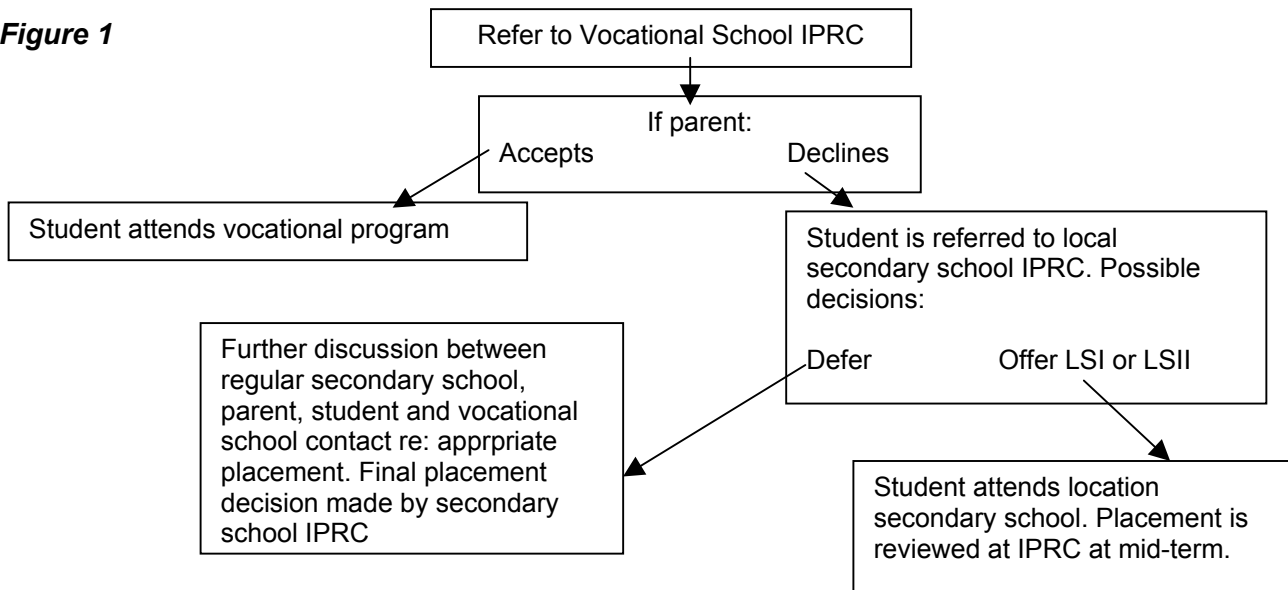 Figure 1
Refer to Vocational School IPRC
If parent:
Accepts Declines
Student attends vocational program
Student is referred to local
secondary school IPRC. Possible
decisions:
Defer Offer LSI or LSII
Further discussion between
regular secondary school,
parent, student and vocational
school contact re: apprpriate
placement. Final placement
decision made by secondary
school IPRC
Student attends location
secondary school. Placement is
reviewed at IPRC at mid-term.